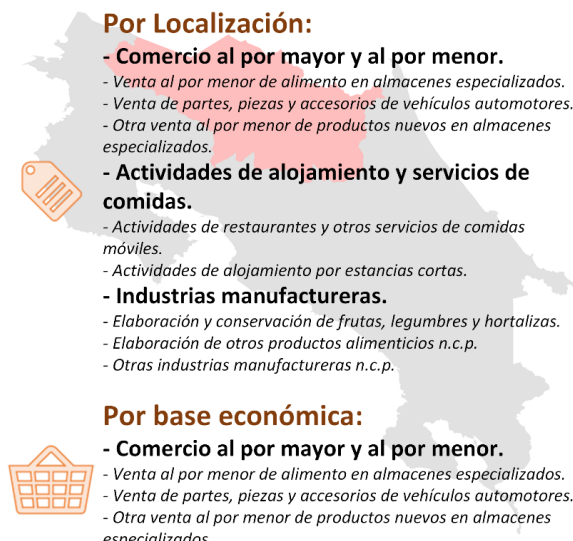 Por Localización:
- Comercio al por mayor y al por menor.
- Venta al por menor de alimento en almacenes especializados.
- Venta de partes, piezas y accesorios de vehículos automotores.
- Otra venta al por menor de productos nuevos en almacenes
especializados.
- Actividades de alojamiento y servicios de
comidas.
- Actividades de restaurantes y otros servicios de comidas
móviles.
- Actividades de alojamiento por estancias cortas.
- Industrias manufactureras.
- Elaboración y conservación de frutas, legumbres y hortalizas.
- Elaboración de otros productos alimenticios n.c.p.
- Otras industrias manufactureras n.c.p.
Por base económica:
- Comercio al por mayor y al por menor.
- Venta al por menor de alimento en almacenes especializados.
- Venta de partes, piezas y accesorios de vehículos automotores.
- Otra venta al por menor de productos nuevos en almacenes
especializados